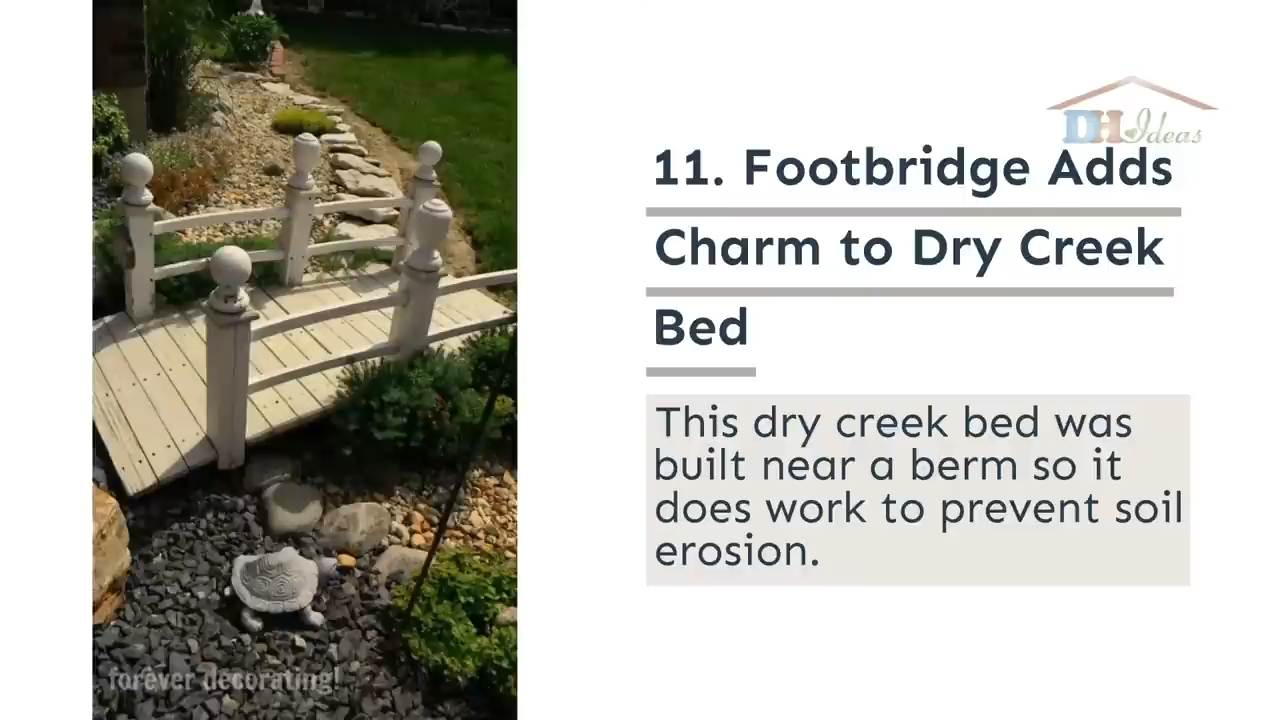 DH Ideas
11. Footbridge Adds
Charm to Dry Creek
Bed
This dry creek bed was
built near a berm so it
does work to prevent soil
erosion.
forever decorating!